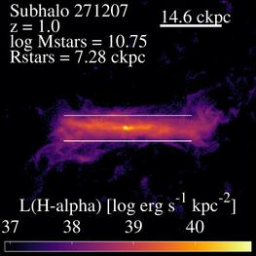 Subhalo 271207
z = 1.0
log Mstars = 10.75
Rstars = 7.28 ckpc
14.6 ckpc
L(H-alpha) [log erg s⁻¹ kpc⁻²]
37 38 39 40